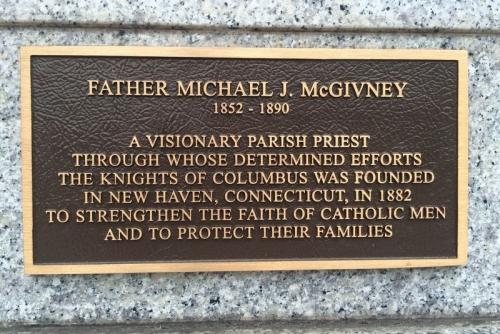 FATHER MICHAEL J. McGIVNEY
1852 - 1890
A VISIONARY PARISH PRIEST
THROUGH WHOSE DETERMINED EFFORTS
THE KNIGHTS OF COLUMBUS WAS FOUNDED
IN NEW HAVEN, CONNECTICUT, IN 1882
TO STRENGTHEN THE FAITH OF CATHOLIC MEN
AND TO PROTECT THEIR FAMILIES